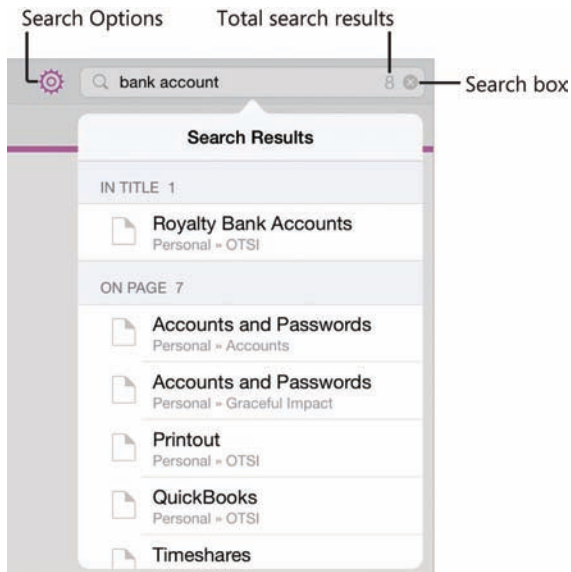 Search Options
Total search results
bank account 8
Search box
Search Results
IN TITLE 1
Royalty Bank Accounts
Personal » OTSI
ON PAGE 7
Accounts and Passwords
Personal » Accounts
Accounts and Passwords
Personal » Graceful Impact
Printout
Personal » OTSI
QuickBooks
Personal » OTSI
Timeshares